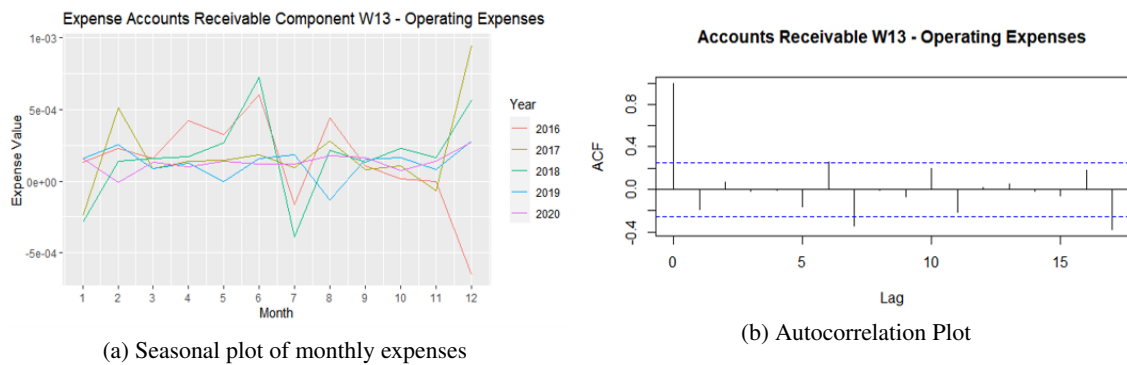 Expense Accounts Receivable Component W13 - Operating Expenses
1e-03
5e-04
0e+00
-5e-04
Expense Value
1 2 3 4 5 6 7 8 9 10 11 12
Month
Year
2016
2017
2018
2019
2020
(a) Seasonal plot of monthly expenses
Accounts Receivable W13 - Operating Expenses
0.8
0.4
0.0
-0.4
ACF
0 5 10 15
Lag
(b) Autocorrelation Plot